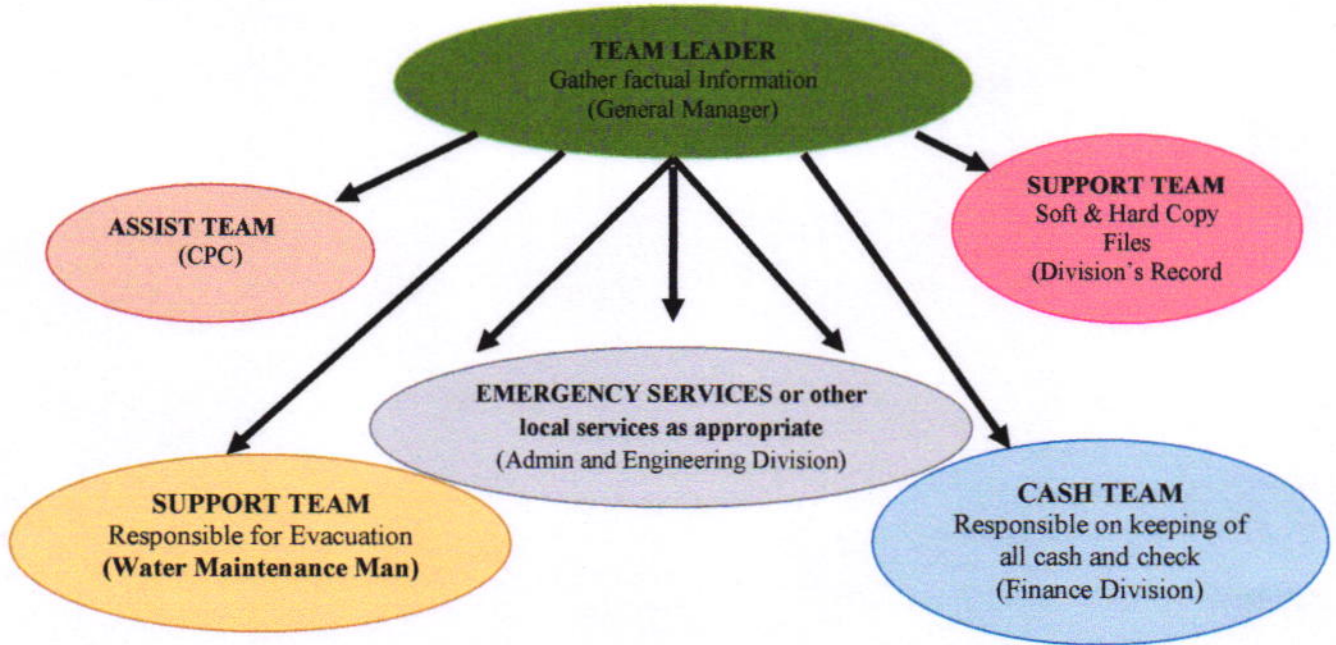 TEAM LEADER
Gather factual Information
(General Manager)
ASSIST TEAM
(CPC)
SUPPORT TEAM
Soft & Hard Copy
Files
(Division's Record
EMERGENCY SERVICES or other
local services as appropriate
(Admin and Engineering Division)
SUPPORT TEAM
Responsible for Evacuation
(Water Maintenance Man)
CASH TEAM
Responsible on keeping of
all cash and check
(Finance Division)